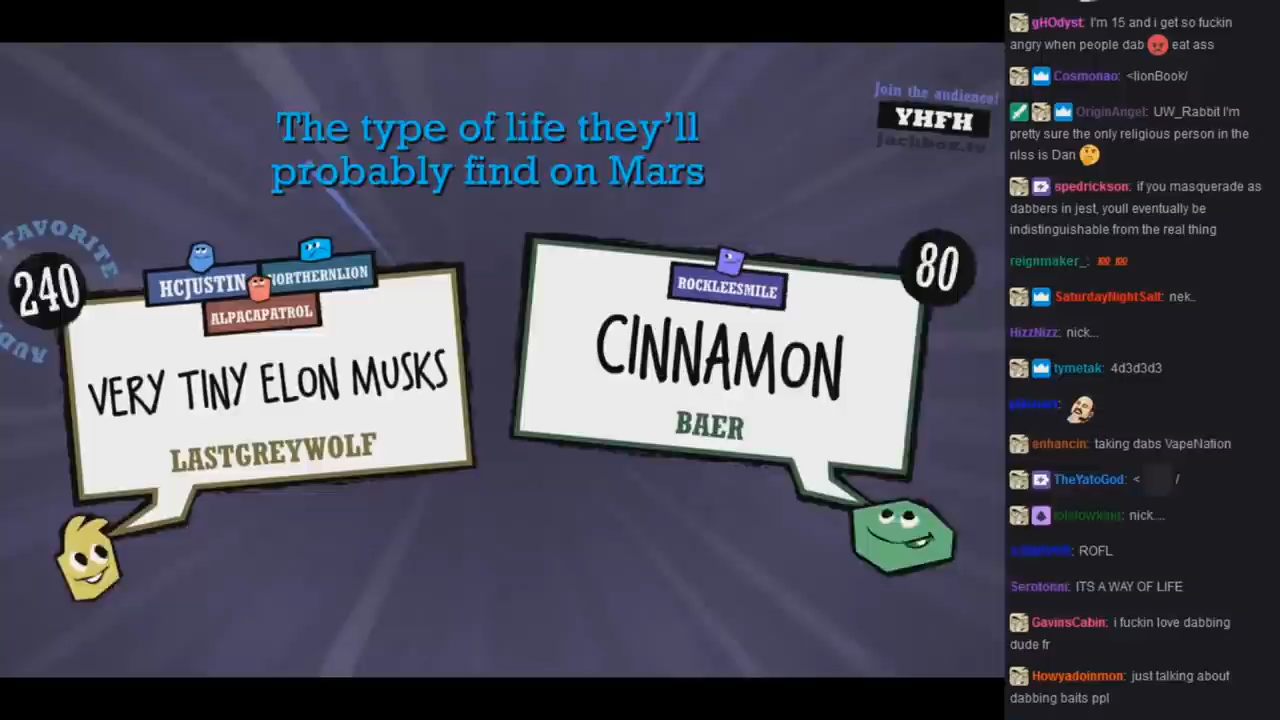 The type of life they'll
probably find on Mars
Join the audience!
YHFH
jackbox.tv
FAVORITE
AUDI
240
HCJUSTIN
NORTHERNLION
ALPACAPATROL
VERY TINY ELON MUSKS
LASTGREYWOLF
80
ROCKLEESMILE
CINNAMON
BAER
gHOdyst: I'm 15 and i get so fuckin
angry when people dab eat ass
Cosmonao: <lionBook/
OriginAngel: UW_Rabbit I'm
pretty sure the only religious person in the
nlss is Dan
spedrickson: if you masquerade as
dabbers in jest, youll eventually be
indistinguishable from the real thing
reignmaker_:
SaturdayNightSalt: nek..
HizzNizz: nick...
tymetak: 4d3d3d3
enhancin: taking dabs VapeNation
TheYatoGod: < /
nick....
ROFL
Serotonni: ITS A WAY OF LIFE
GavinsCabin: i fuckin love dabbing
dude fr
Howyadoinmon: just talking about
dabbing baits ppl